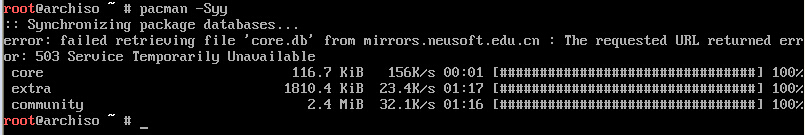 root@archiso ~ # pacman -Syy
:: Synchronizing package databases...
error: failed retrieving file 'core.db' from mirrors.neusoft.edu.cn : The requested URL returned err
or: 503 Service Temporarily Unavailable
 core 116.7 KiB 156K/s 00:01 [##################################] 100%
 extra 1810.4 KiB 23.4K/s 01:17 [##################################] 100%
 community 2.4 MiB 32.1K/s 01:16 [##################################] 100%
root@archiso ~ # _